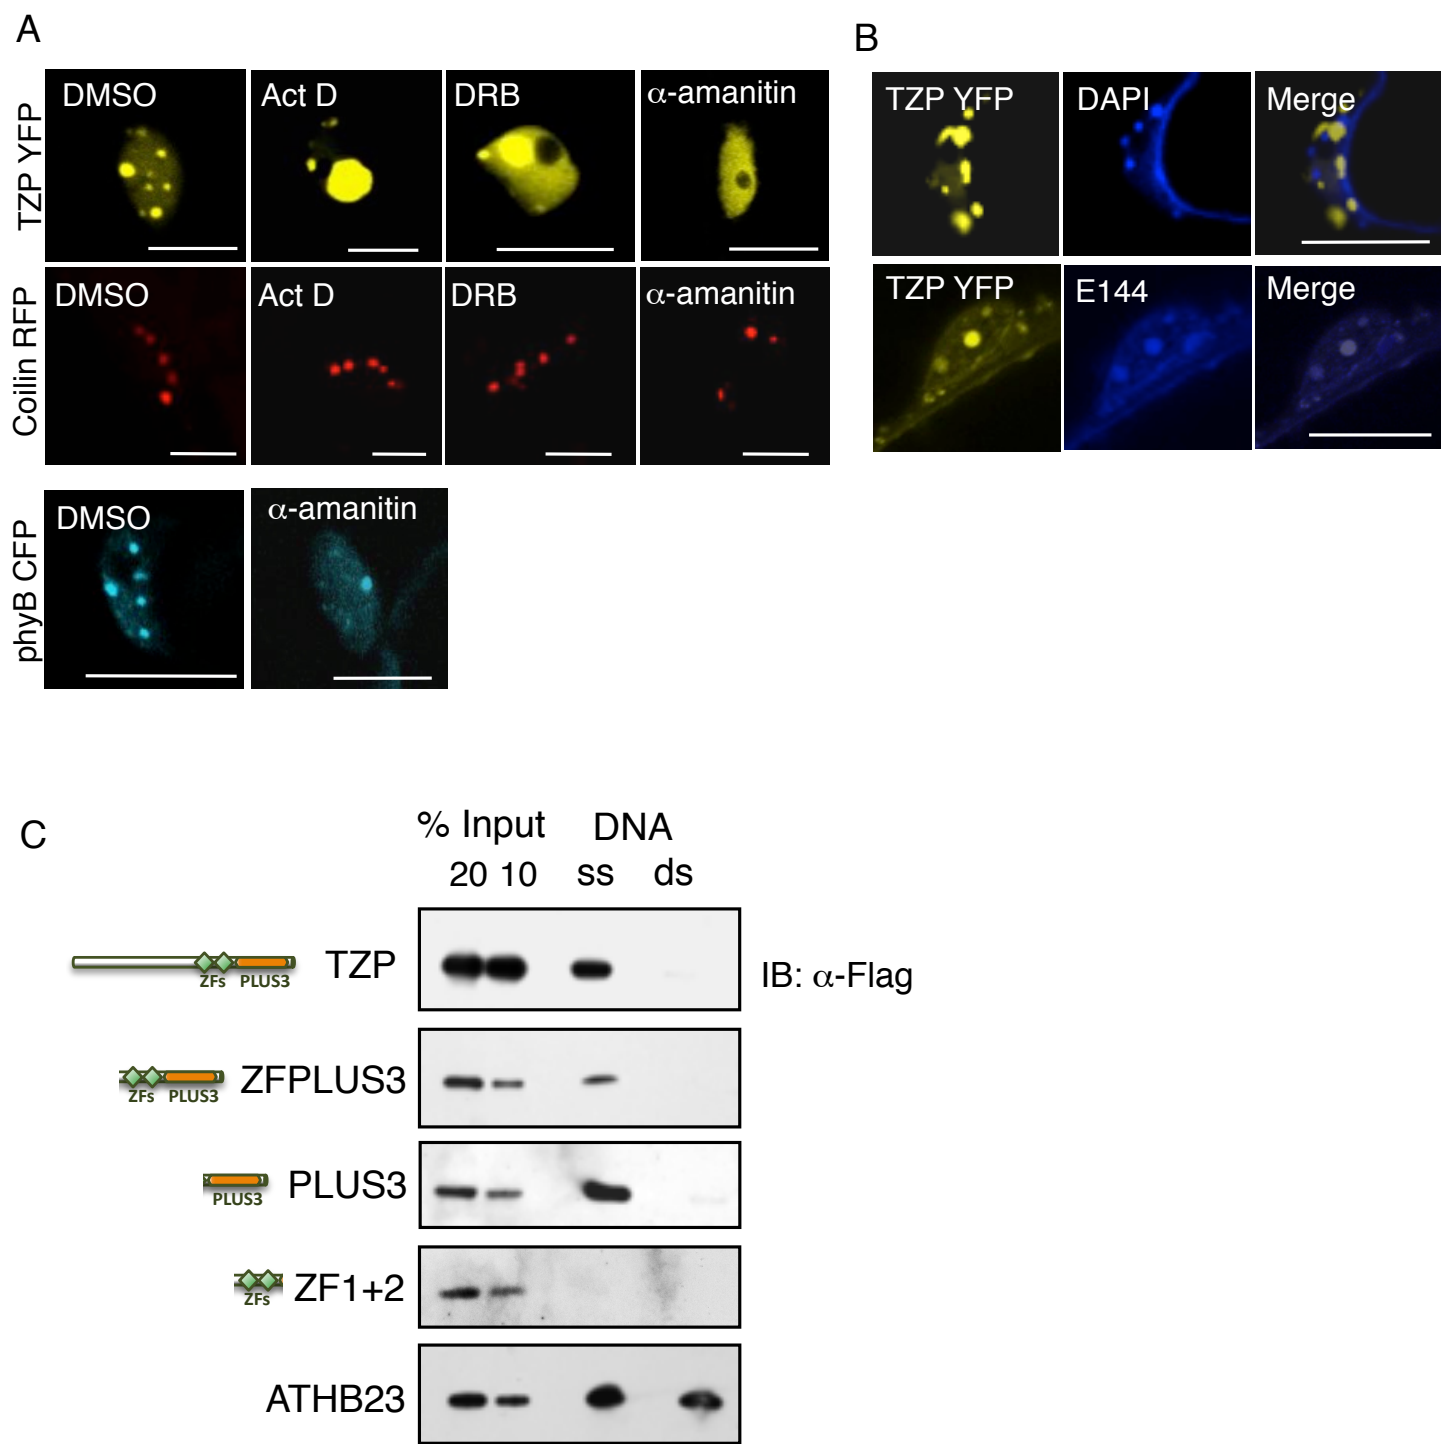 A
TZP YFP
DMSO
Act D
DRB
α-amanitin
Coilin RFP
DMSO
Act D
DRB
α-amanitin
phyB CFP
DMSO
α-amanitin
B
TZP YFP
DAPI
Merge
TZP YFP
E144
Merge
C
% Input DNA
20 10 ss ds
TZP
ZFs PLUS3
IB: α-Flag
ZFPLUS3
ZFs PLUS3
PLUS3
PLUS3
ZF1+2
ZFs
ATHB23